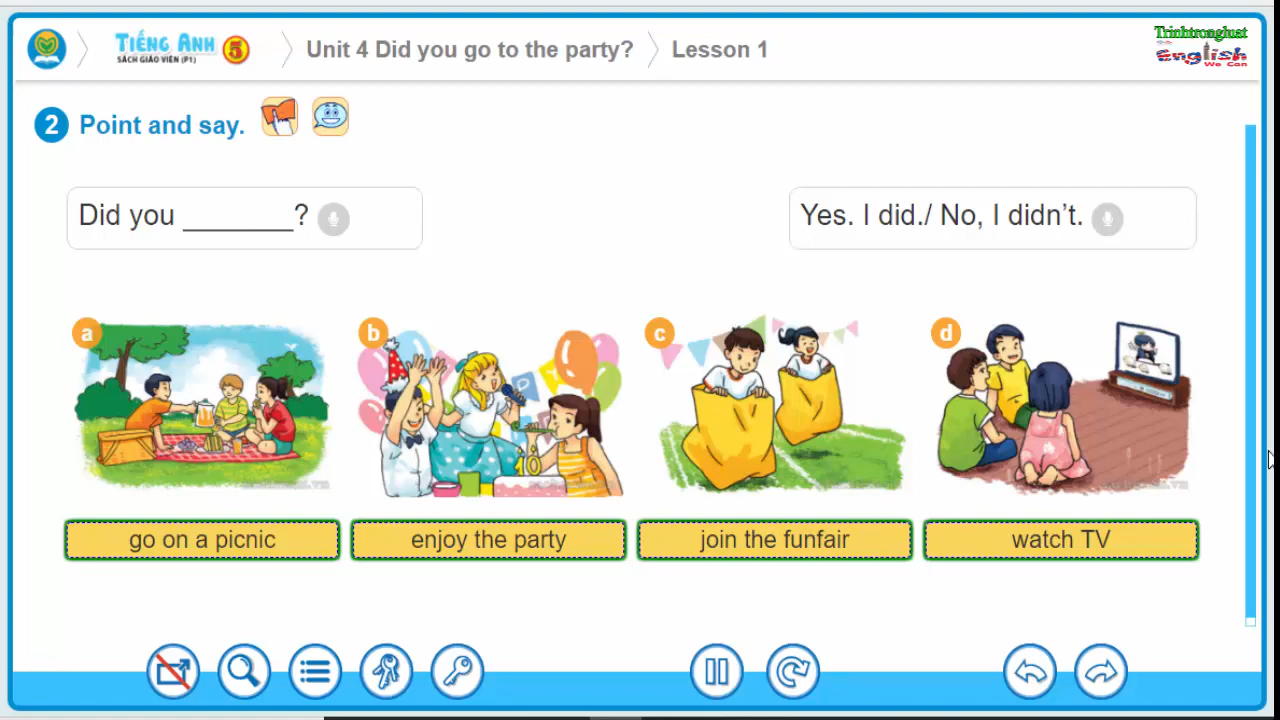 TIẾNG ANH 5
SÁCH GIÁO VIÊN (P1)
Unit 4 Did you go to the party?
Lesson 1
Trinhtrongluat
English
We Can
2 Point and say.
Did you _______?
Yes. I did./ No, I didn't.
a
b
c
d
10
go on a picnic
enjoy the party
join the funfair
watch TV